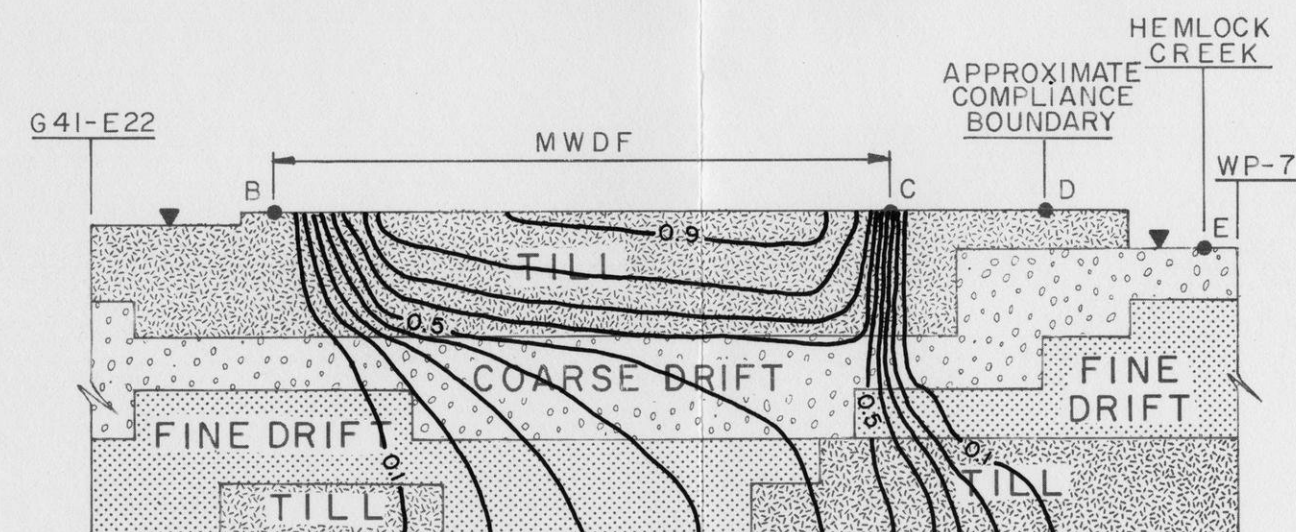 HEMLOCK
CREEK
APPROXIMATE
COMPLIANCE
BOUNDARY
G41-E22
MWDF
WP-7
B
C
D
E
0.9
TILL
0.5
COARSE DRIFT
FINE
DRIFT
0.5
FINE DRIFT
0.1
0.1
TILL
TILL